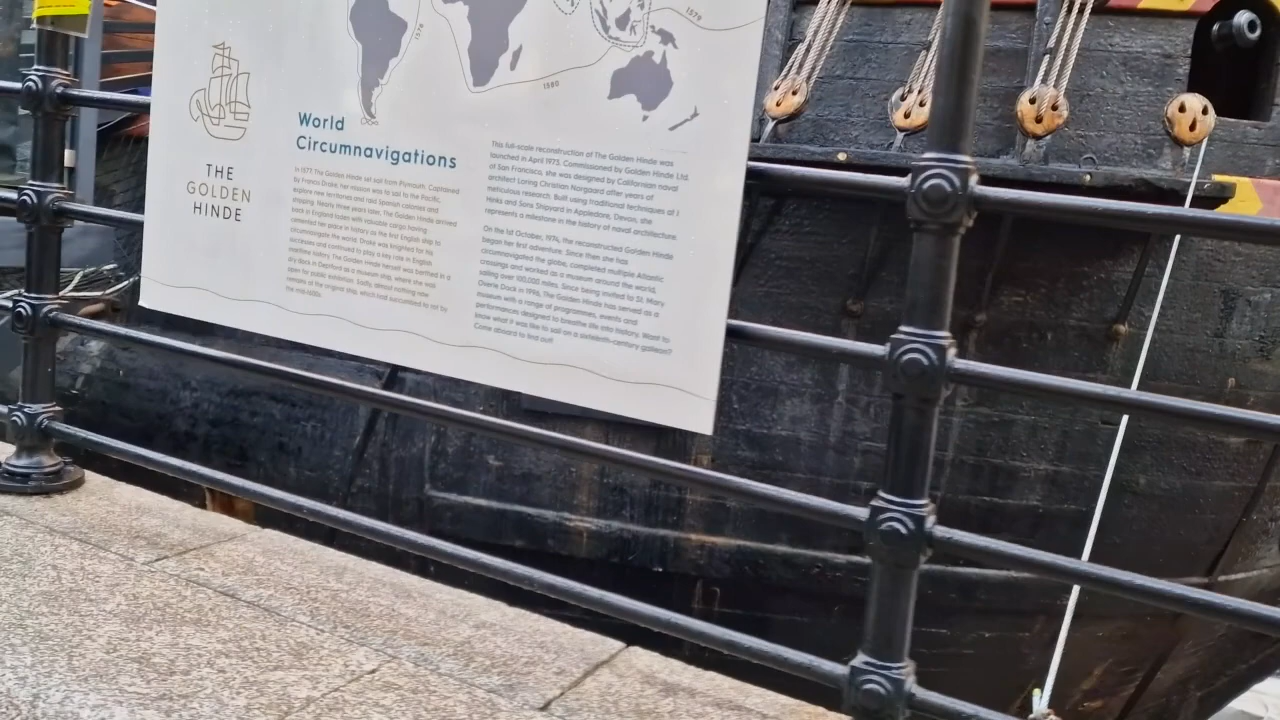 1578
1579
1580
THE
GOLDEN
HINDE
World
Circumnavigations
In 1577 The Golden Hinde set sail from Plymouth. Captained
by Francis Drake, her mission was to sail to the Pacific,
explore new territories and raid Spanish colonies and
shipping. Nearly three years later, The Golden Hinde arrived
back in England laden with valuable cargo having
cemented her place in history as the first English ship to
circumnavigate the world. Drake was knighted for his
successes and continued to play a key role in English
maritime history. The Golden Hinde herself was berthed in a
dry dock in Deptford as a museum ship, where she was
open for public exhibition. Sadly, almost nothing now
remains of the original ship, which had succumbed to rot by
the mid-1600s.
This full-scale reconstruction of The Golden Hinde was
launched in April 1973. Commissioned by Golden Hinde Ltd.
of San Francisco, she was designed by Californian naval
architect Loring Christian Norgaard after years of
meticulous research. Built using traditional techniques at J
Hinks and Sons Shipyard in Appledore, Devon, she
represents a milestone in the history of naval architecture.
On the 1st October, 1974, the reconstructed Golden Hinde
began her first adventure. Since then she has
circumnavigated the globe, completed multiple Atlantic
crossings and worked as a museum around the world,
sailing over 100,000 miles. Since being invited to St. Mary
Overie Dock in 1996, The Golden Hinde has served as a
museum with a range of programmes, events and
performances designed to breathe life into history. Want to
know what it was like to sail on a sixteenth-century galleon?
Come aboard to find out!